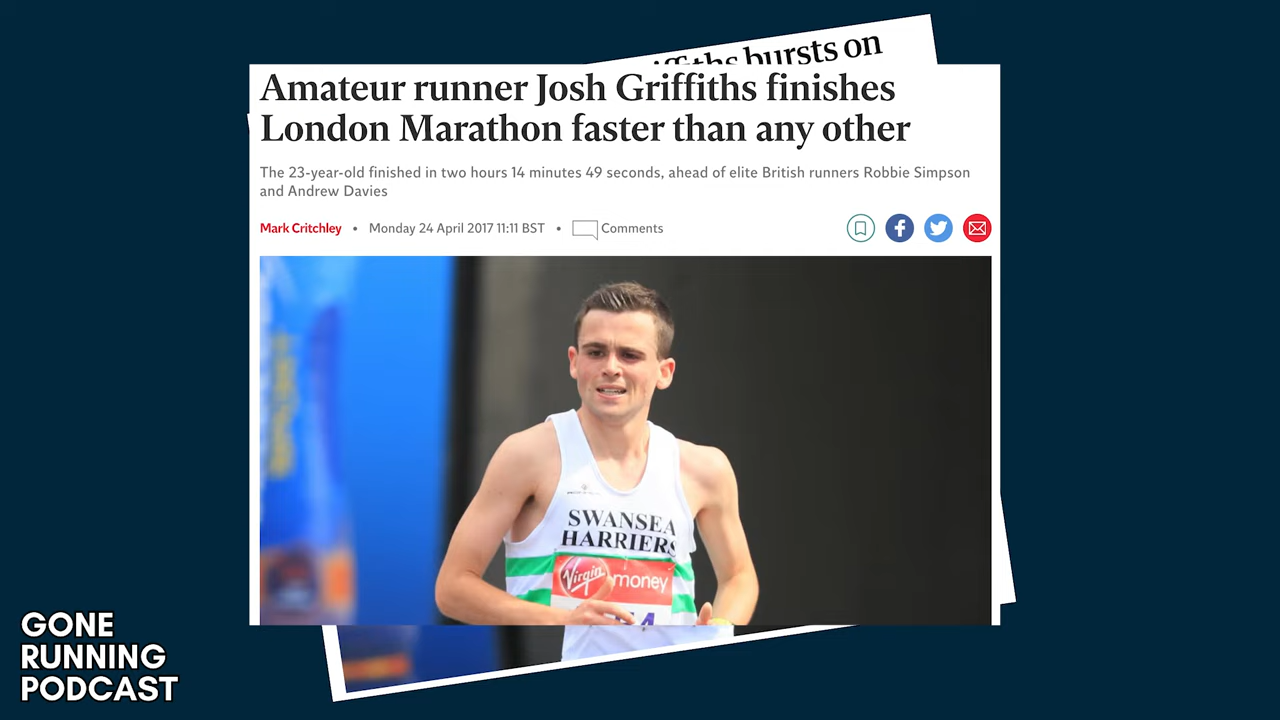 bursts on
Amateur runner Josh Griffiths finishes
London Marathon faster than any other
The 23-year-old finished in two hours 14 minutes 49 seconds, ahead of elite British runners Robbie Simpson
and Andrew Davies
Mark Critchley • Monday 24 April 2017 11:11 BST • Comments
SWANSEA
HARRIERS
Virgin money
GONE
RUNNING
PODCAST